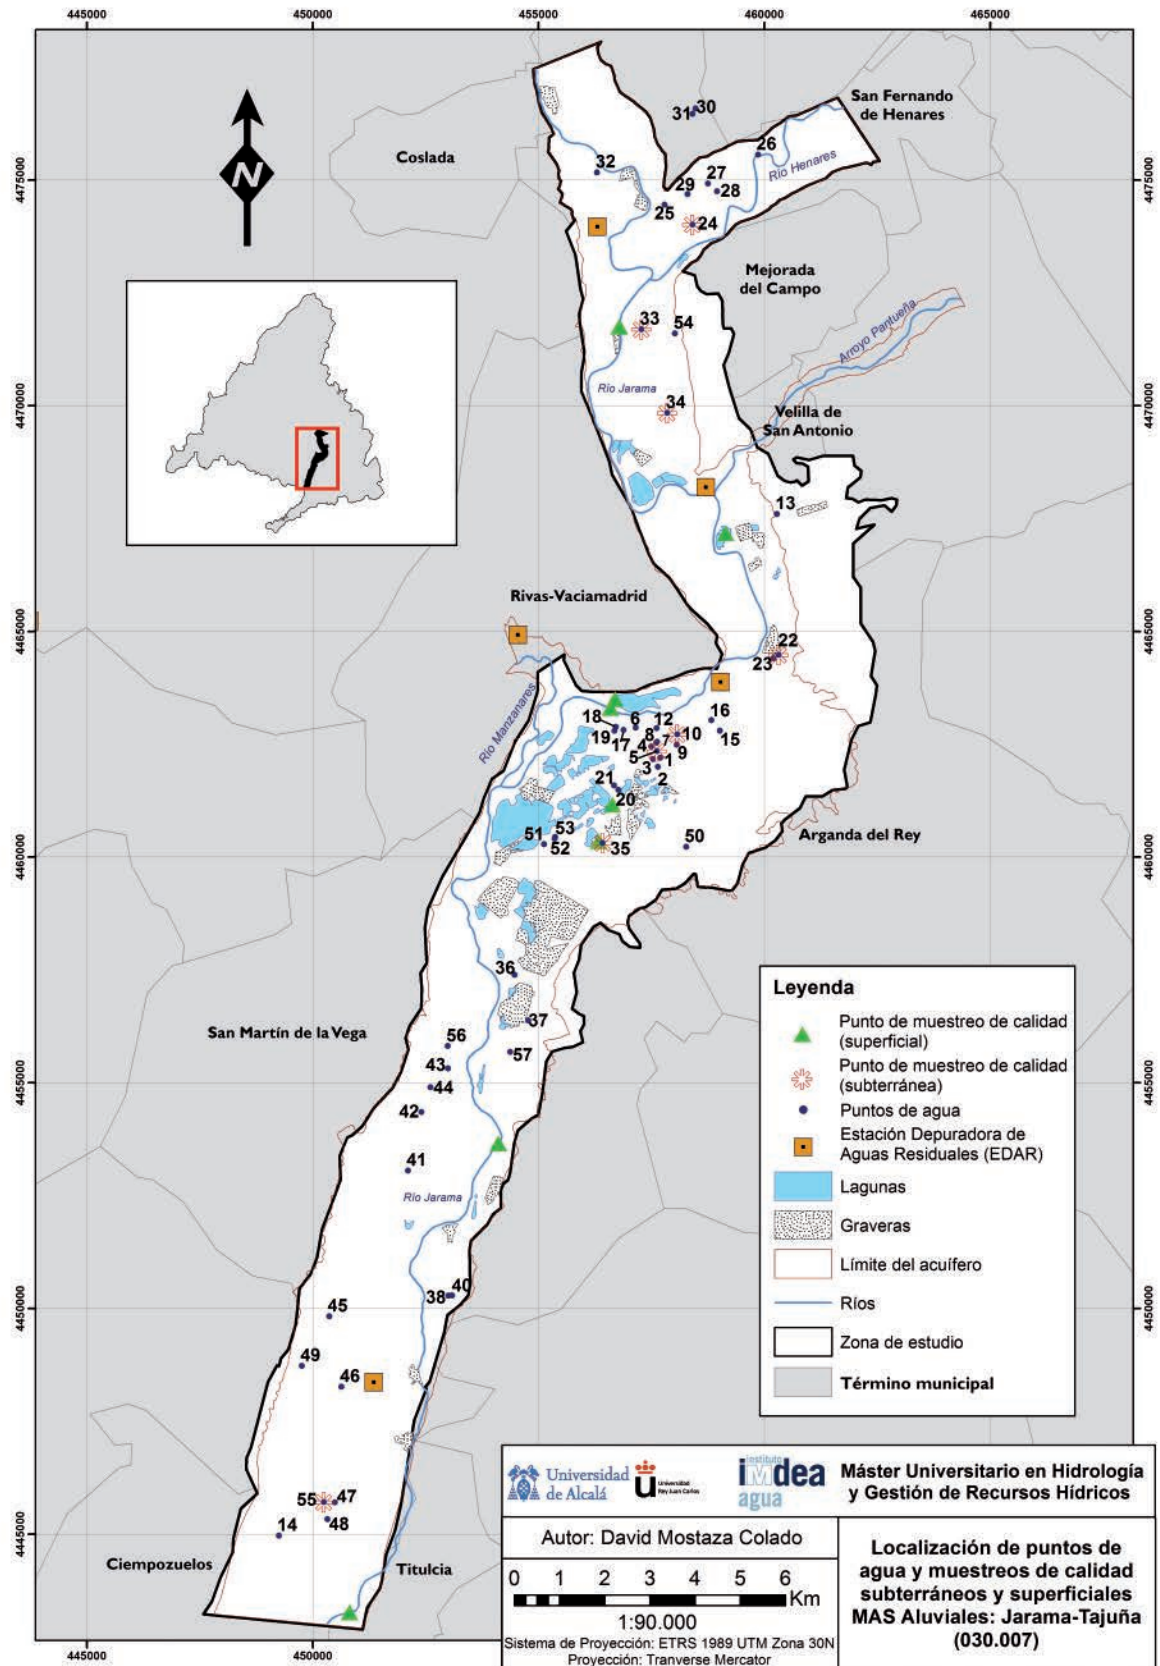 445000
450000
455000
460000
465000
San Fernando
de Henares
31
30
Coslada
26
32
Río Henares
4475000
4475000
29
27
28
25
24
N
Mejorada
del Campo
33
54
Arroyo Pantueña
Río Jarama
34
4470000
4470000
Velilla de
San Antonio
13
Rivas-Vaciamadrid
4465000
4465000
22
23
Río Manzanares
18
6
12
16
19
17
8
7
10
15
4
5
9
3
1
2
21
20
53
51
52
35
50
Arganda del Rey
4460000
4460000
36
37
San Martín de la Vega
56
57
43
44
4455000
4455000
42
41
Río Jarama
40
38
4450000
4450000
45
49
46
55
47
48
14
4445000
4445000
Ciempozuelos
Titulcia
Leyenda
Punto de muestreo de calidad
(superficial)
Punto de muestreo de calidad
(subterránea)
Puntos de agua
Estación Depuradora de
Aguas Residuales (EDAR)
Lagunas
Graveras
Límite del acuífero
Ríos
Zona de estudio
Término municipal
Universidad
de Alcalá
Universidad
Rey Juan Carlos
instituto
iMdea
agua
Máster Universitario en Hidrología
y Gestión de Recursos Hídricos
Autor: David Mostaza Colado
0 1 2 3 4 5 6
Km
1:90.000
Sistema de Proyección: ETRS 1989 UTM Zona 30N
Proyección: Tranverse Mercator
Localización de puntos de
agua y muestreos de calidad
subterráneos y superficiales
MAS Aluviales: Jarama-Tajuña
(030.007)
445000
450000